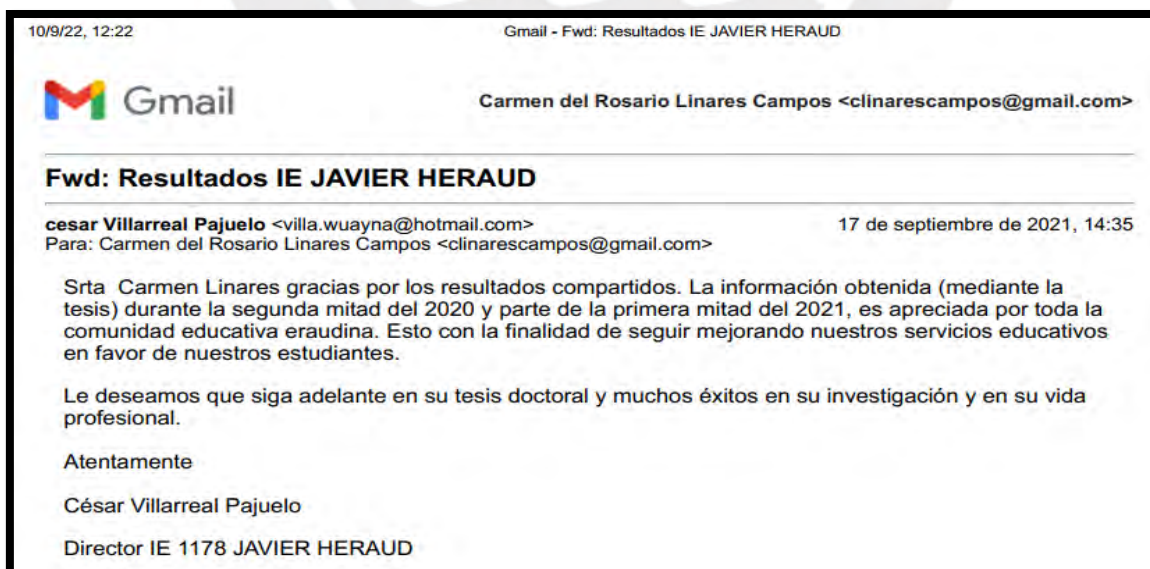 10/9/22, 12:22 Gmail - Fwd: Resultados IE JAVIER HERAUD
Gmail Carmen del Rosario Linares Campos <clinarescampos@gmail.com>
Fwd: Resultados IE JAVIER HERAUD
cesar Villarreal Pajuelo <villa.wuayna@hotmail.com> 17 de septiembre de 2021, 14:35
Para: Carmen del Rosario Linares Campos <clinarescampos@gmail.com>
Srta Carmen Linares gracias por los resultados compartidos. La información obtenida (mediante la
tesis) durante la segunda mitad del 2020 y parte de la primera mitad del 2021, es apreciada por toda la
comunidad educativa eraudina. Esto con la finalidad de seguir mejorando nuestros servicios educativos
en favor de nuestros estudiantes.
Le deseamos que siga adelante en su tesis doctoral y muchos éxitos en su investigación y en su vida
profesional.
Atentamente
César Villarreal Pajuelo
Director IE 1178 JAVIER HERAUD